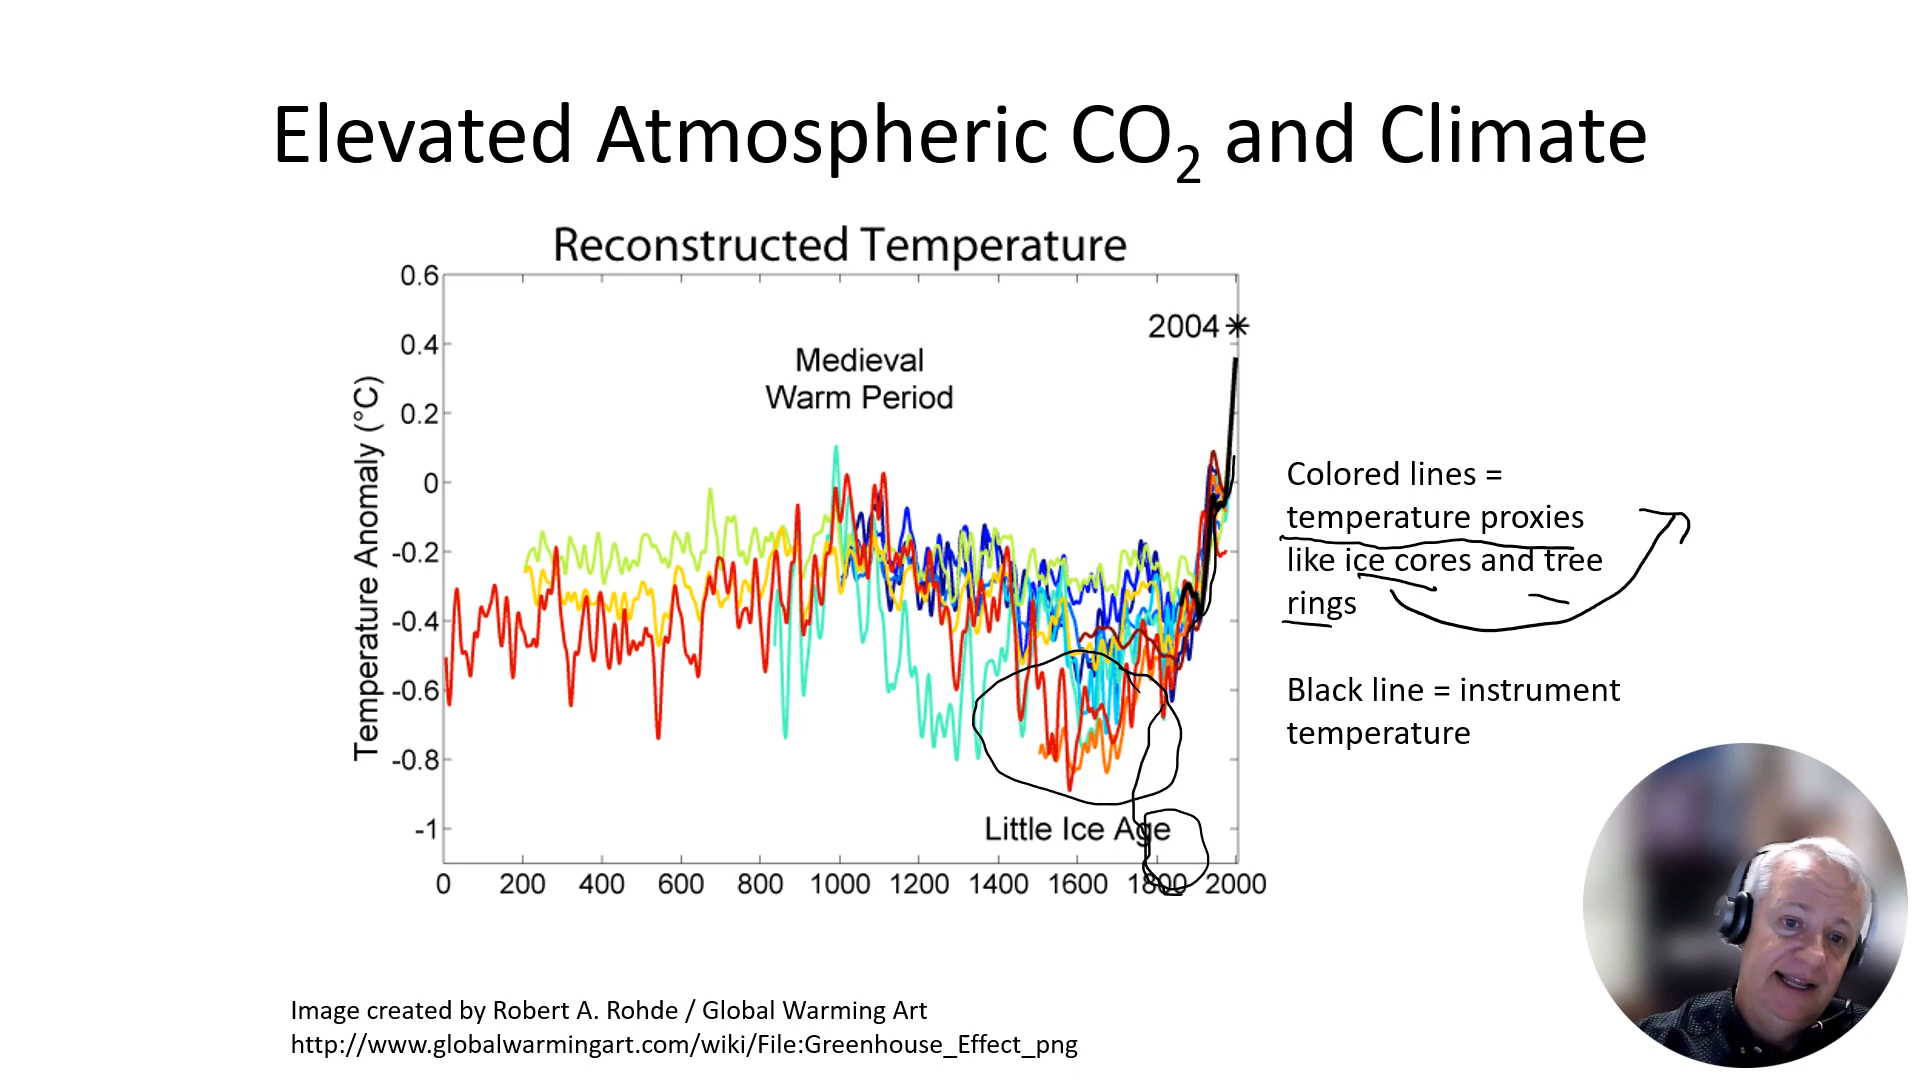 Elevated Atmospheric CO₂ and Climate
Reconstructed Temperature
0.6
0.4
0.2
0
-0.2
-0.4
-0.6
-0.8
-1
Temperature Anomaly (°C)
2004
Medieval
Warm Period
Little Ice Age
0 200 400 600 800 1000 1200 1400 1600 1800 2000
Colored lines =
temperature proxies
like ice cores and tree
rings
Black line = instrument
temperature
Image created by Robert A. Rohde / Global Warming Art
http://www.globalwarmingart.com/wiki/File:Greenhouse_Effect_png